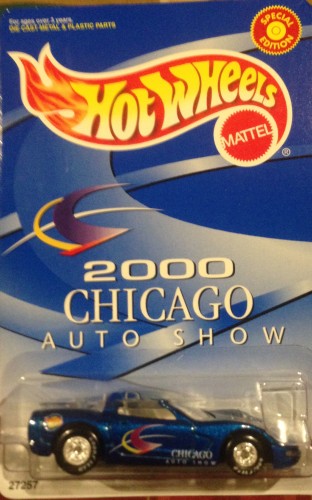 For ages over 3 years.
DIE CAST METAL & PLASTIC PARTS
SPECIAL
EDITION
HOT WHEELS
MATTEL
®
2000
CHICAGO
AUTO SHOW
CHICAGO
AUTO SHOW
27257